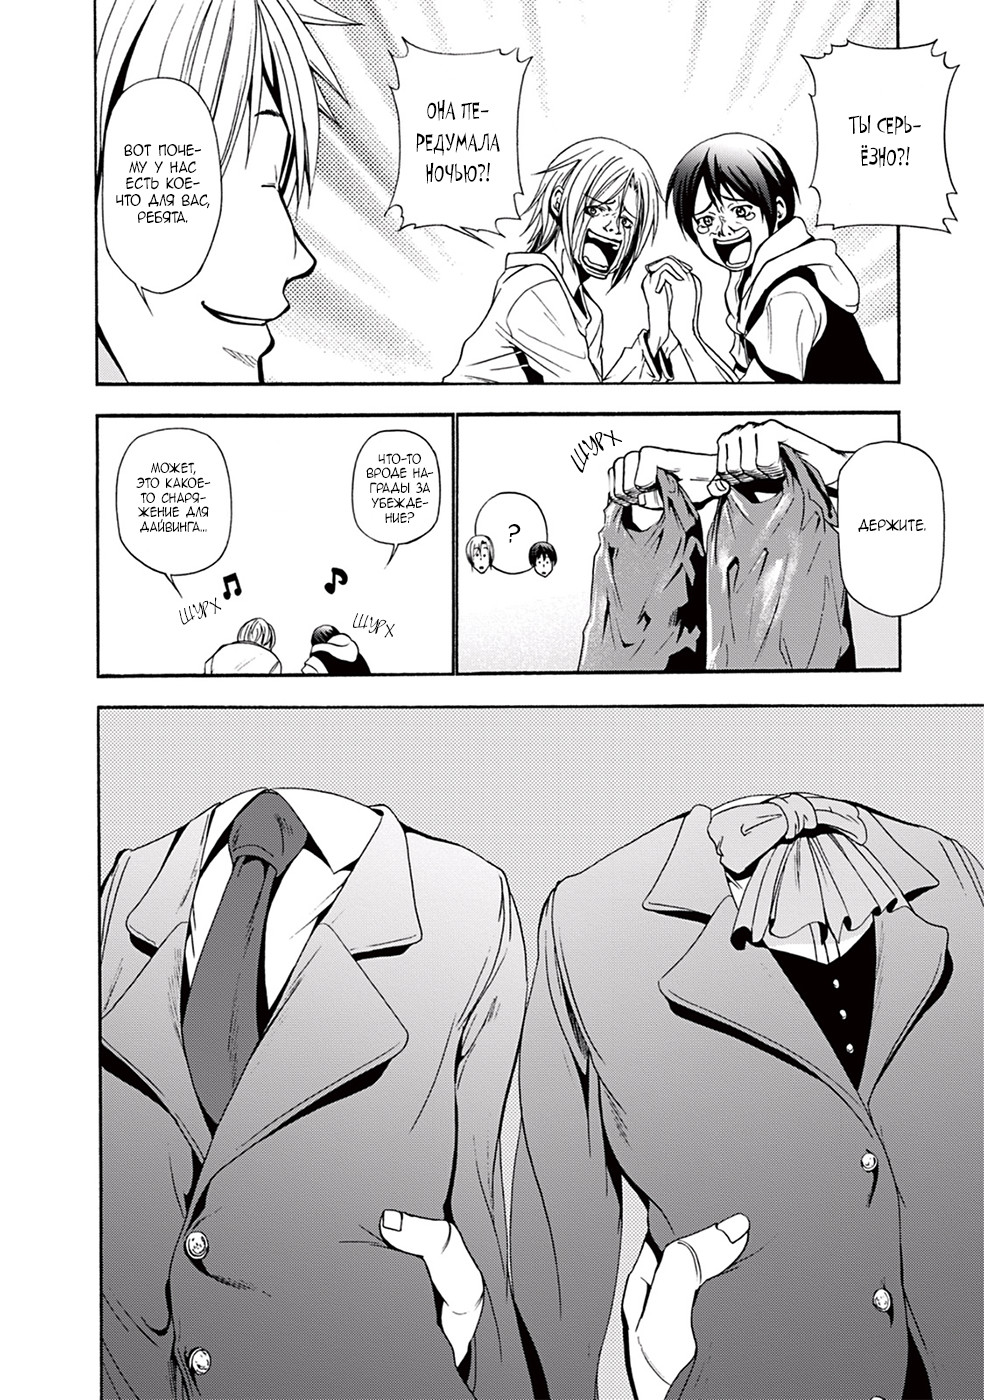 ТЫ СЕРЬ-
ЁЗНО?!
ОНА ПЕ-
РЕДУМАЛА
НОЧЬЮ?!
ВОТ ПОЧЕ-
МУ У НАС
ЕСТЬ КОЕ-
ЧТО ДЛЯ ВАС,
РЕБЯТА.
ДЕРЖИТЕ.
ШУРХ
?
ЧТО-ТО
ВРОДЕ НА-
ГРАДЫ ЗА
УБЕЖДЕ-
НИЕ?
ШУРХ
МОЖЕТ,
ЭТО КАКОЕ-
ТО СНАРЯ-
ЖЕНИЕ ДЛЯ
ДАЙВИНГА...
ШУРХ